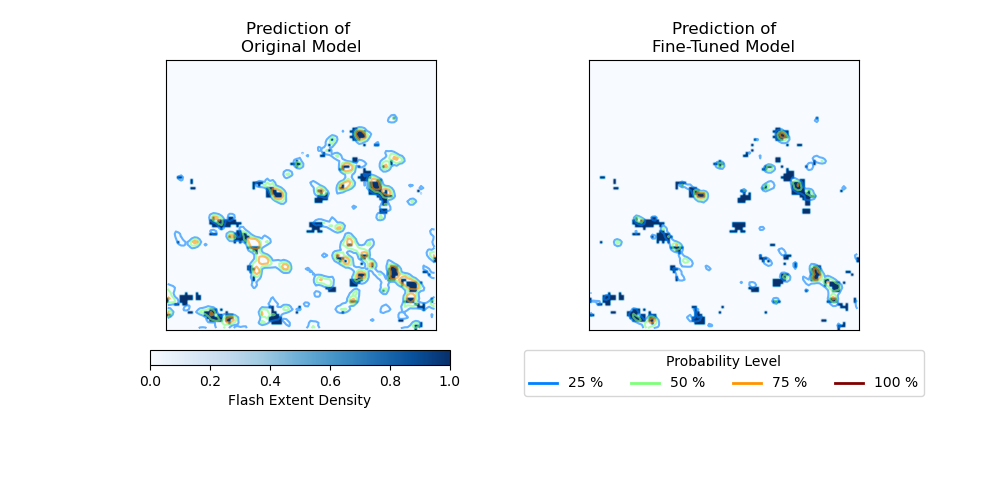 Prediction of
Original Model
Prediction of
Fine-Tuned Model
0.0 0.2 0.4 0.6 0.8 1.0
Flash Extent Density
Probability Level
25 % 50 % 75 % 100 %